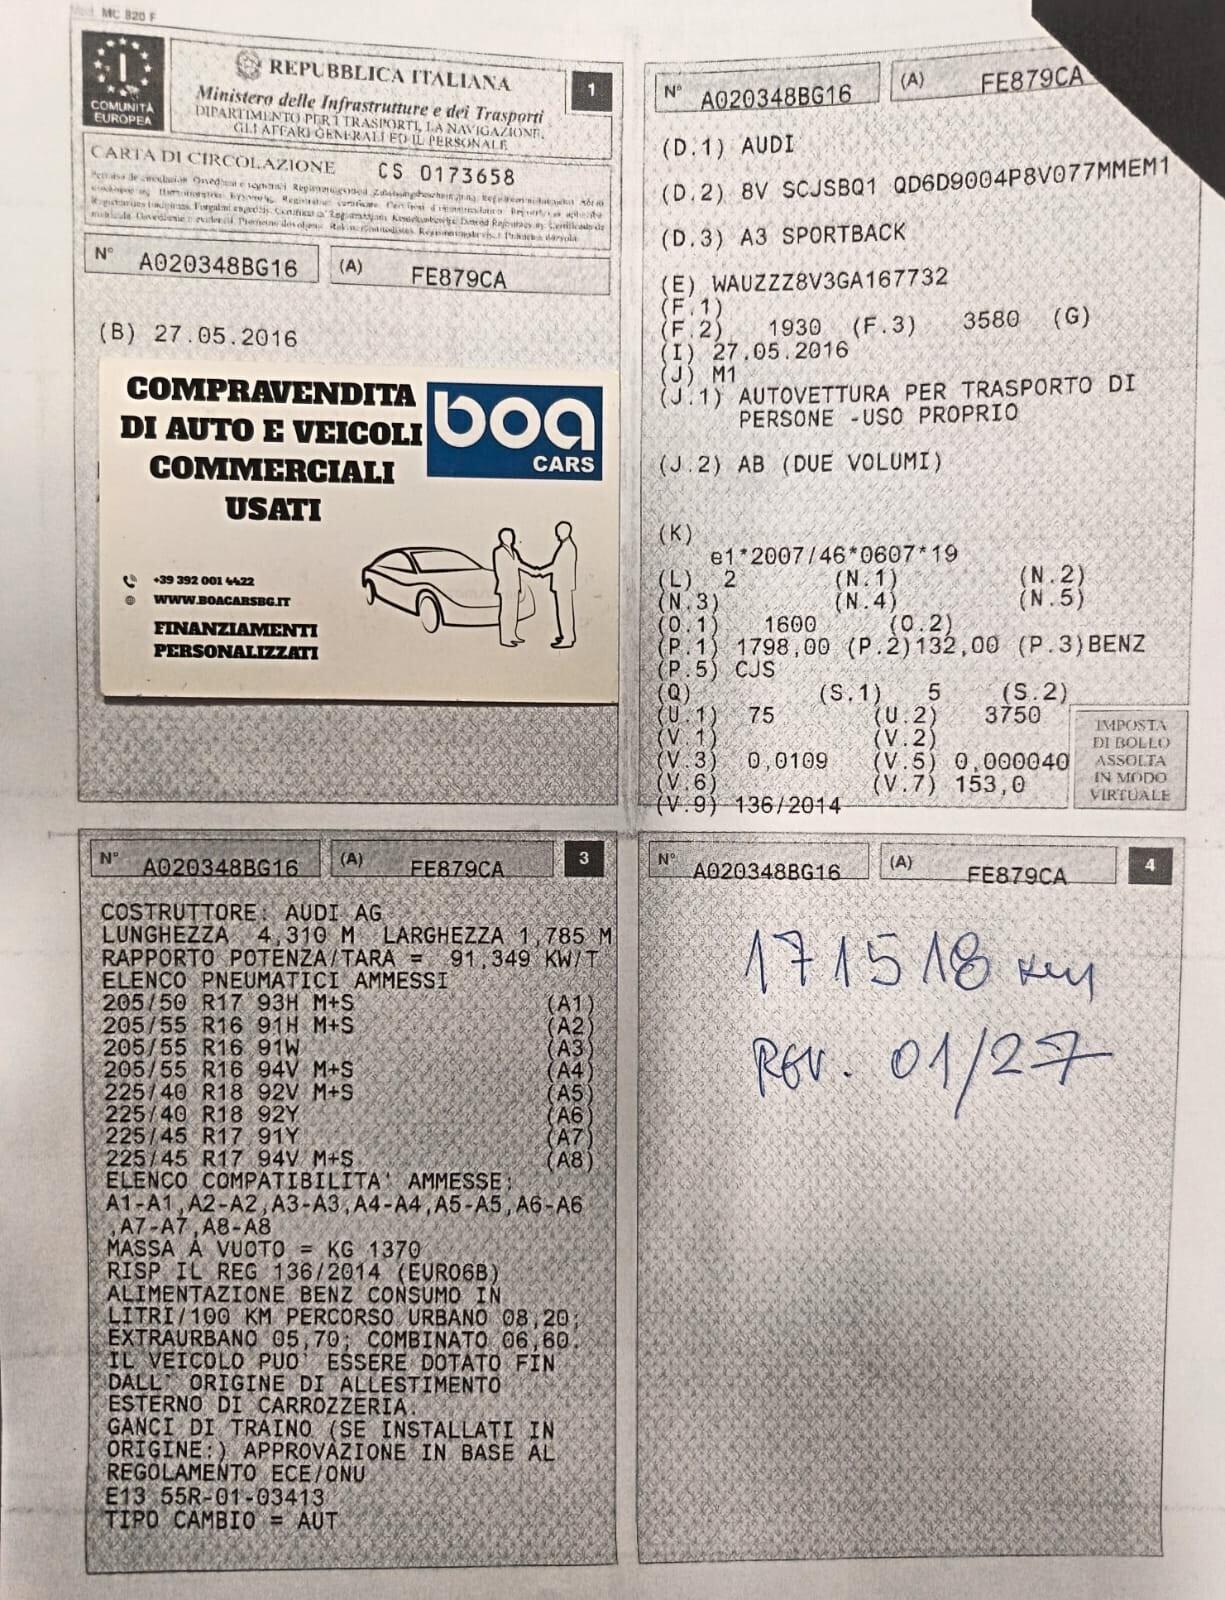 Mod. MC 820 F
COMUNITÀ
EUROPEA
I
REPUBBLICA ITALIANA
Ministero delle Infrastrutture e dei Trasporti
DIPARTIMENTO PER I TRASPORTI, LA NAVIGAZIONE,
GLI AFFARI GENERALI ED IL PERSONALE
1
CARTA DI CIRCOLAZIONE CS 0173658
N° A020348BG16 (A) FE879CA
(B) 27.05.2016
COMPRAVENDITA
DI AUTO E VEICOLI
COMMERCIALI
USATI
boa
CARS
+39 392 001 4422
WWW.BOACARSBG.IT
FINANZIAMENTI
PERSONALIZZATI
N° A020348BG16 (A) FE879CA
(D.1) AUDI
(D.2) 8V SCJSBQ1 QD6D9004P8V077MMEM1
(D.3) A3 SPORTBACK
(E) WAUZZZ8V3GA167732
(F.1)
(F.2) 1930 (F.3) 3580 (G)
(I) 27.05.2016
(J) M1
(J.1) AUTOVETTURA PER TRASPORTO DI
PERSONE -USO PROPRIO
(J.2) AB (DUE VOLUMI)
(K)
e1*2007/46*0607*19
(L) 2 (N.1) (N.2)
(N.3) (N.4) (N.5)
(O.1) 1600 (O.2)
(P.1) 1798,00 (P.2)132,00 (P.3)BENZ
(P.5) CJS
(Q) (S.1) 5 (S.2)
(U.1) 75 (U.2) 3750
(V.1) (V.2)
(V.3) 0,0109 (V.5) 0,000040
(V.6) (V.7) 153,0
(V.9) 136/2014
IMPOSTA
DI BOLLO
ASSOLTA
IN MODO
VIRTUALE
N° A020348BG16 (A) FE879CA 3
COSTRUTTORE: AUDI AG
LUNGHEZZA 4,310 M LARGHEZZA 1,785 M
RAPPORTO POTENZA/TARA = 91,349 KW/T
ELENCO PNEUMATICI AMMESSI
205/50 R17 93H M+S (A1)
205/55 R16 91H M+S (A2)
205/55 R16 91W (A3)
205/55 R16 94V M+S (A4)
225/40 R18 92V M+S (A5)
225/40 R18 92Y (A6)
225/45 R17 91Y (A7)
225/45 R17 94V M+S (A8)
ELENCO COMPATIBILITA' AMMESSE:
A1-A1,A2-A2,A3-A3,A4-A4,A5-A5,A6-A6
,A7-A7,A8-A8
MASSA A VUOTO = KG 1370
RISP IL REG 136/2014 (EURO6B)
ALIMENTAZIONE BENZ CONSUMO IN
LITRI/100 KM PERCORSO URBANO 08,20;
EXTRAURBANO 05,70; COMBINATO 06,60.
IL VEICOLO PUO' ESSERE DOTATO FIN
DALL' ORIGINE DI ALLESTIMENTO
ESTERNO DI CARROZZERIA.
GANCI DI TRAINO (SE INSTALLATI IN
ORIGINE:) APPROVAZIONE IN BASE AL
REGOLAMENTO ECE/ONU
E13 55R-01-03413
TIPO CAMBIO = AUT
N° A020348BG16 (A) FE879CA 4
171518 km
REV. 01/27